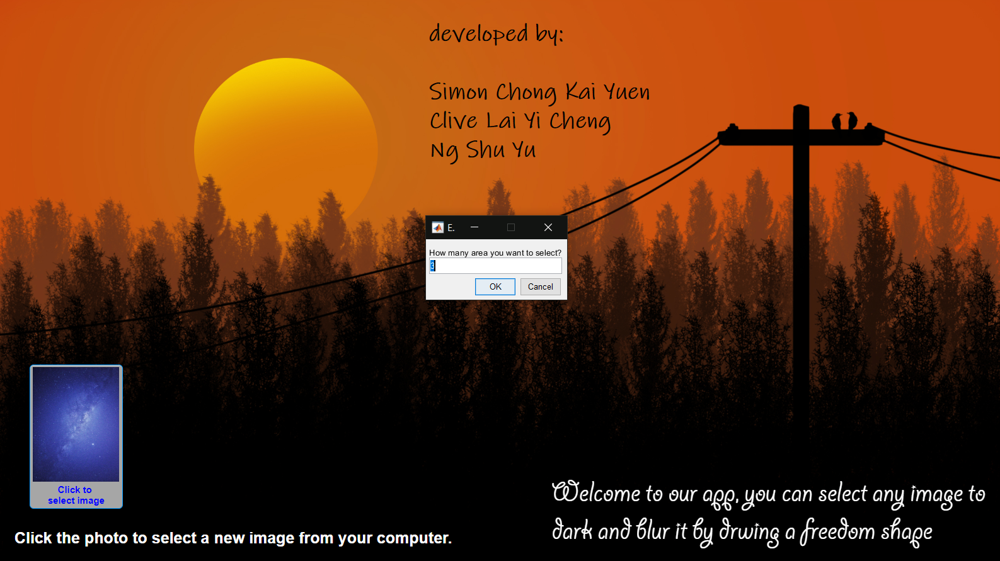 developed by:
Simon Chong Kai Yuen
Clive Lai Yi Cheng
Ng Shu Yu
E.
How many area you want to select?
3
OK Cancel
Click to
select image
Click the photo to select a new image from your computer.
Welcome to our app, you can select any image to
dark and blur it by drwing a freedom shape